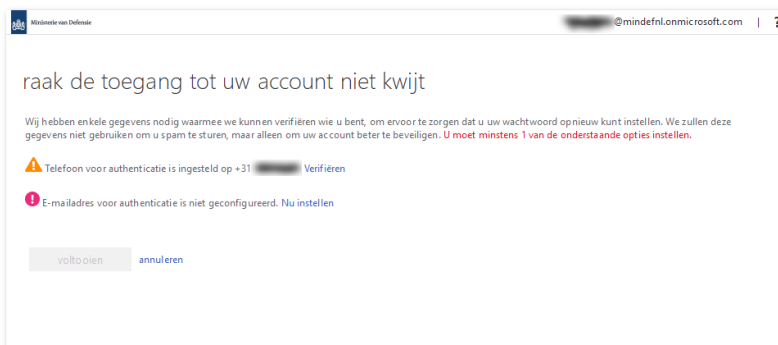 Ministerie van Defensie
@mindefnl.onmicrosoft.com | ?
raak de toegang tot uw account niet kwijt
Wij hebben enkele gegevens nodig waarmee we kunnen verifiëren wie u bent, om ervoor te zorgen dat u uw wachtwoord opnieuw kunt instellen. We zullen deze
gegevens niet gebruiken om u spam te sturen, maar alleen om uw account beter te beveiligen. U moet minstens 1 van de onderstaande opties instellen.
Telefoon voor authenticatie is ingesteld op +31 Verifiëren
E-mailadres voor authenticatie is niet geconfigureerd. Nu instellen
voltooien annuleren